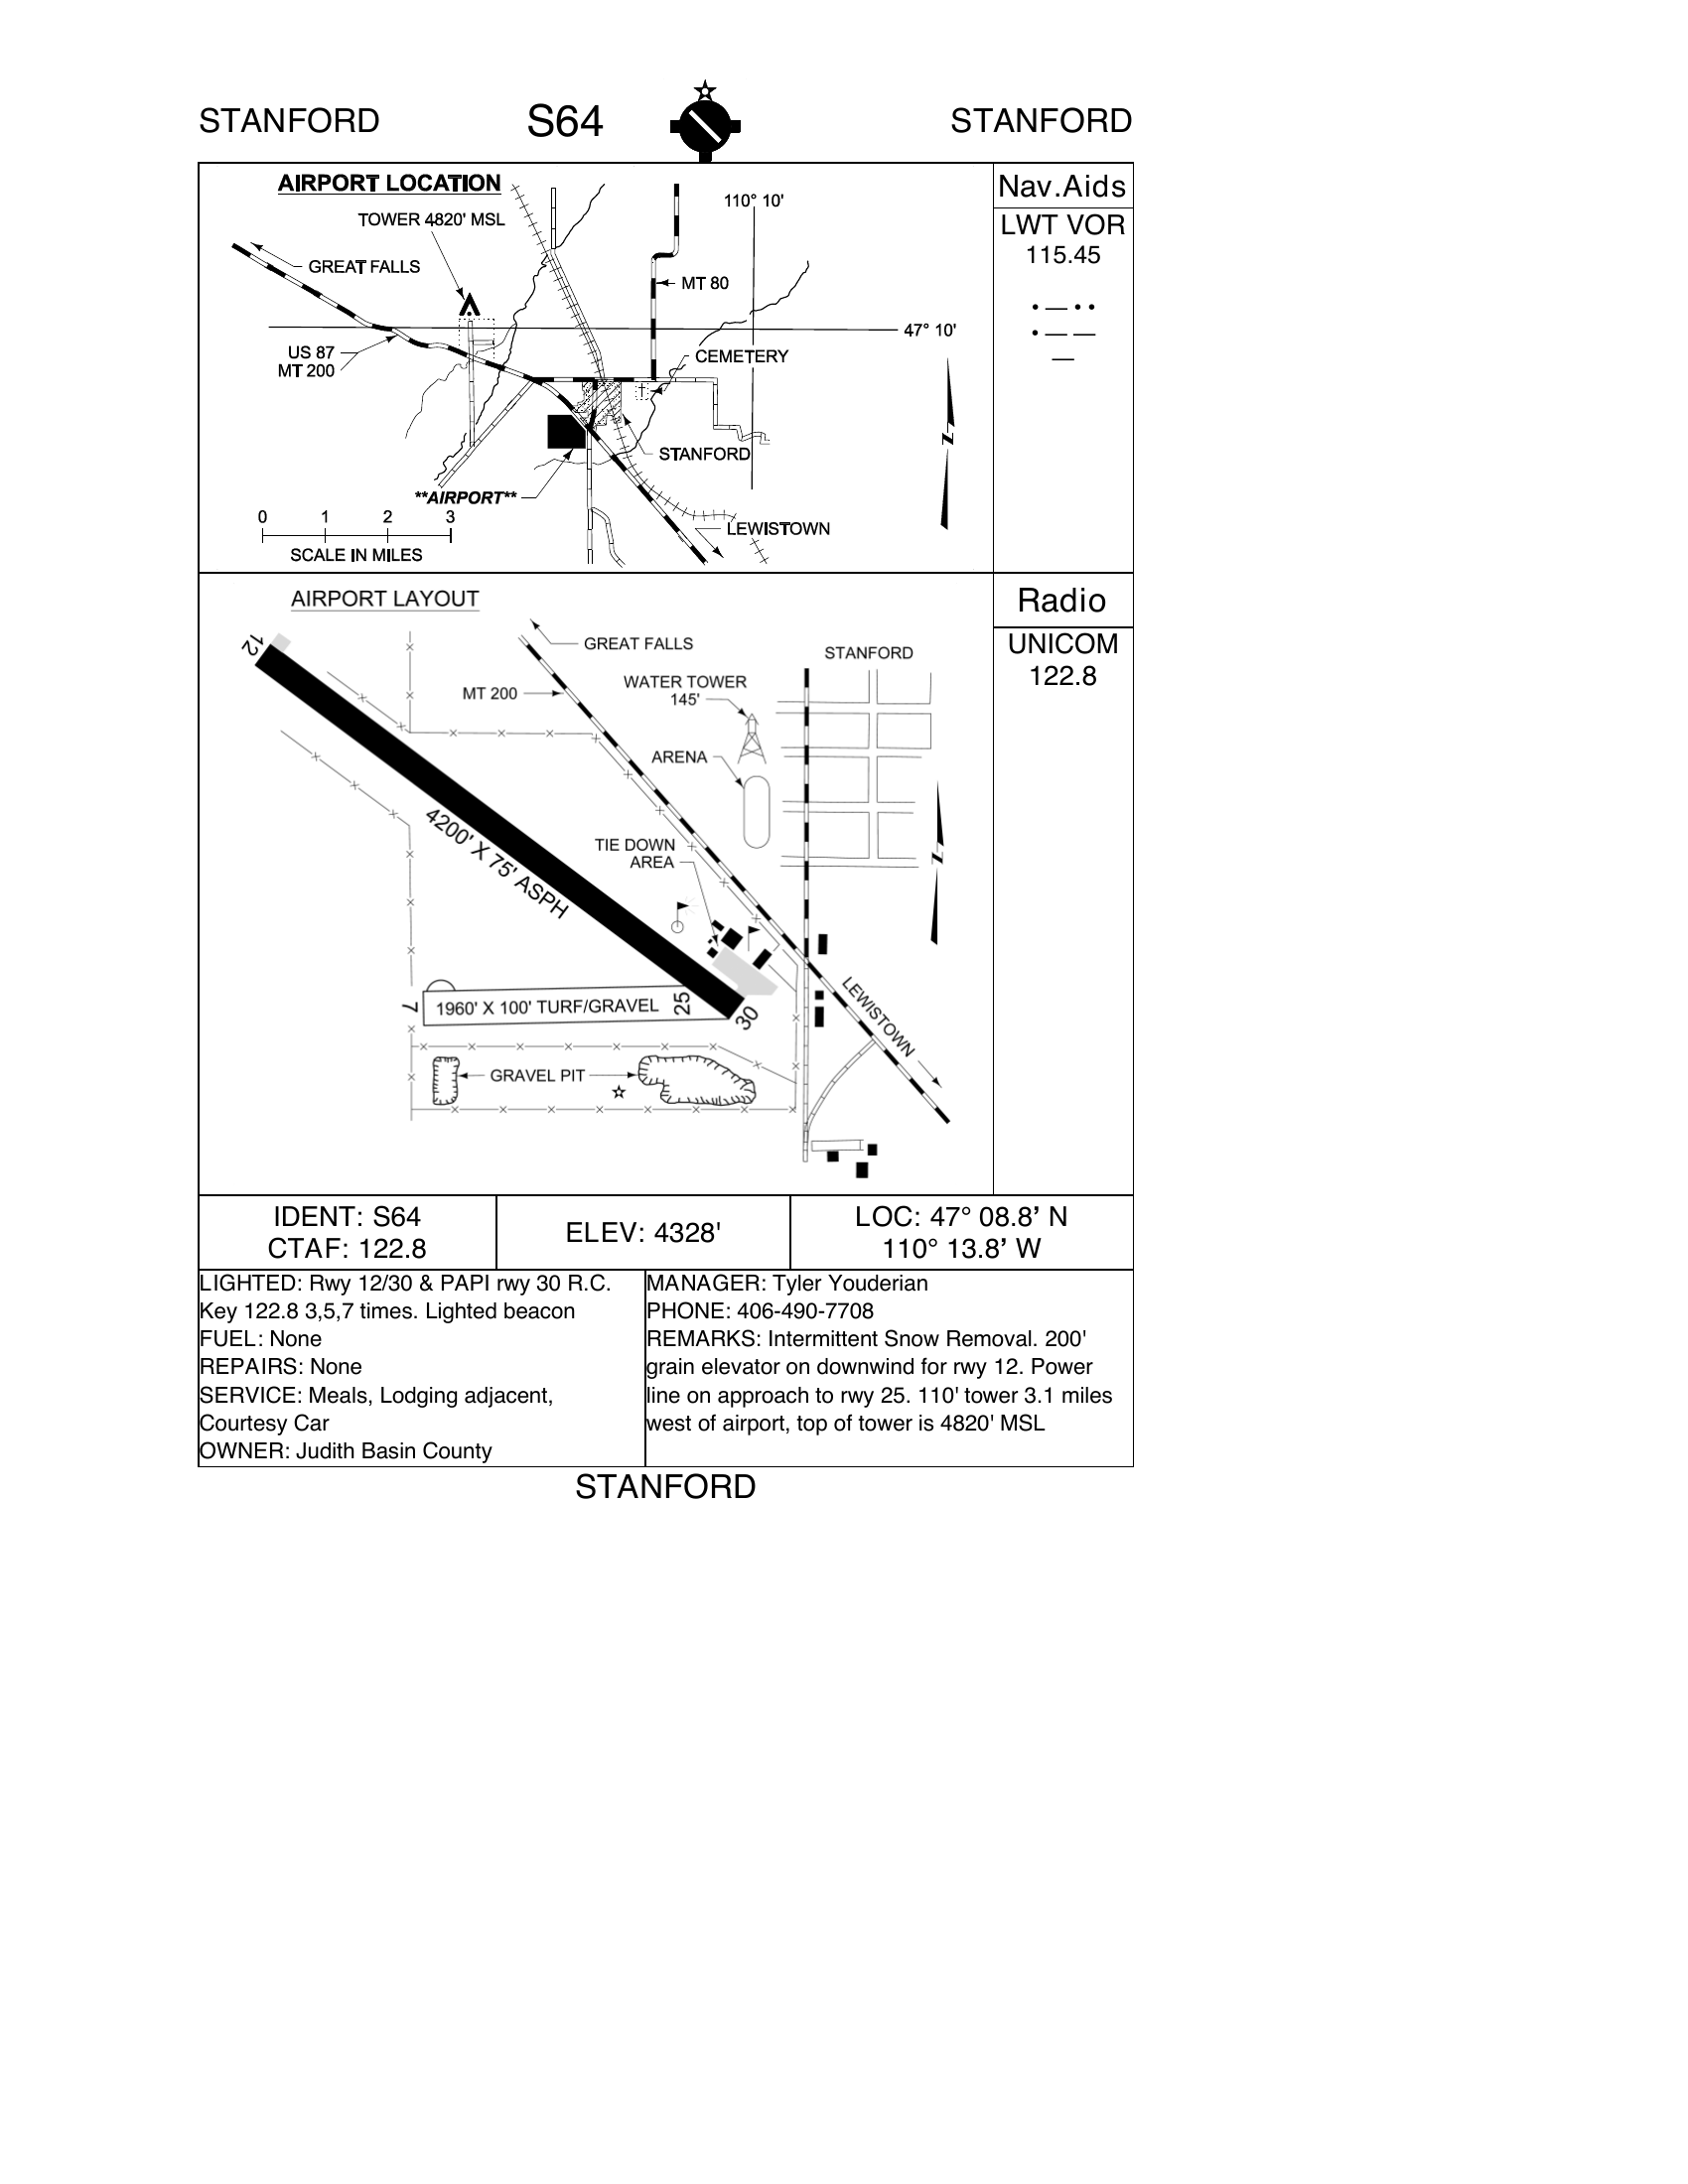 STANFORD
S64
STANFORD
AIRPORT LOCATION
TOWER 4820' MSL
GREAT FALLS
110° 10'
MT 80
47° 10'
US 87
MT 200
CEMETERY
STANFORD
**AIRPORT**
0 1 2 3
SCALE IN MILES
LEWISTOWN
N
Nav.Aids
LWT VOR
115.45
AIRPORT LAYOUT
12
GREAT FALLS
STANFORD
MT 200
WATER TOWER
145'
ARENA
4200' X 75' ASPH
TIE DOWN
AREA
N
7
1960' X 100' TURF/GRAVEL
25
30
LEWISTOWN
GRAVEL PIT
Radio
UNICOM
122.8
IDENT: S64
CTAF: 122.8
ELEV: 4328'
LOC: 47° 08.8’ N
110° 13.8’ W
LIGHTED: Rwy 12/30 & PAPI rwy 30 R.C.
Key 122.8 3,5,7 times. Lighted beacon
FUEL: None
REPAIRS: None
SERVICE: Meals, Lodging adjacent,
Courtesy Car
OWNER: Judith Basin County
MANAGER: Tyler Youderian
PHONE: 406-490-7708
REMARKS: Intermittent Snow Removal. 200'
grain elevator on downwind for rwy 12. Power
line on approach to rwy 25. 110' tower 3.1 miles
west of airport, top of tower is 4820' MSL
STANFORD